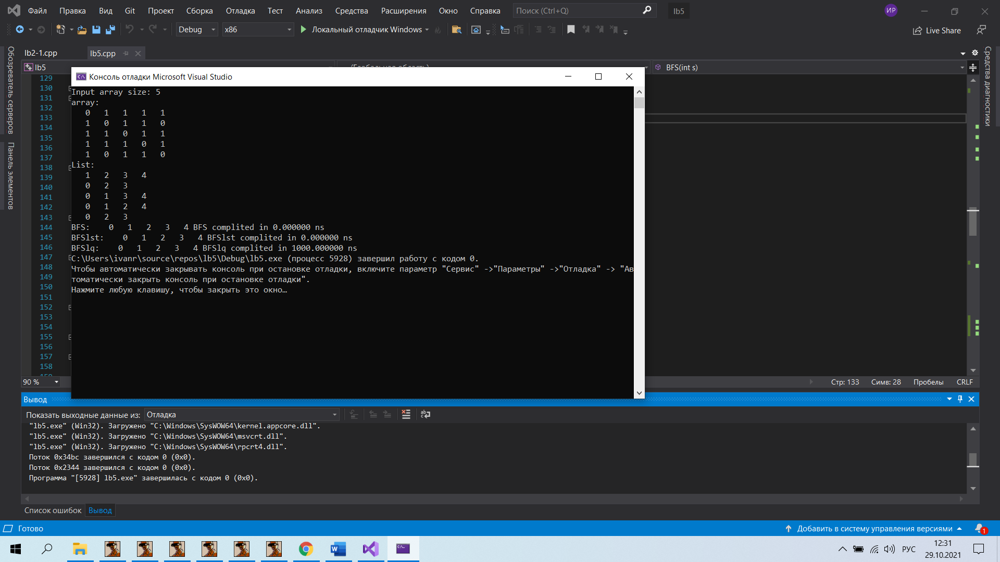 Файл Правка Вид Git Проект Сборка Отладка Тест Анализ Средства Расширения Окно Справка Поиск (Ctrl+Q) lb5 ИР
Debug x86 Локальный отладчик Windows Live Share
Обозреватель серверов
Панель элементов
lb2-1.cpp lb5.cpp
lb5 (Глобальная область) BFS(int s)
Средства диагностики
129
130
131
132
133
134
135
136
137
138
139
140
141
142
143
144
145
146
147
148
149
150
151
152
153
154
155
156
157
158
159
Консоль отладки Microsoft Visual Studio
Input array size: 5
array:
0 1 1 1 1
1 0 1 1 0
1 1 0 1 1
1 1 1 0 1
1 0 1 1 0
List:
1 2 3 4
0 2 3
0 1 3 4
0 1 2 4
0 2 3
BFS: 0 1 2 3 4 BFS complited in 0.000000 ns
BFSlst: 0 1 2 3 4 BFSlst complited in 0.000000 ns
BFSlq: 0 1 2 3 4 BFSlq complited in 1000.000000 ns
C:\Users\ivanr\source\repos\lb5\Debug\lb5.exe (процесс 5928) завершил работу с кодом 0.
Чтобы автоматически закрывать консоль при остановке отладки, включите параметр "Сервис" ->"Параметры" ->"Отладка" -> "Ав
томатически закрыть консоль при остановке отладки".
Нажмите любую клавишу, чтобы закрыть это окно…
90 % Стр: 133 Симв: 28 Пробелы CRLF
Вывод
Показать выходные данные из: Отладка
"lb5.exe" (Win32). Загружено "C:\Windows\SysWOW64\kernel.appcore.dll".
"lb5.exe" (Win32). Загружено "C:\Windows\SysWOW64\msvcrt.dll".
"lb5.exe" (Win32). Загружено "C:\Windows\SysWOW64\rpcrt4.dll".
Поток 0x34bc завершился с кодом 0 (0x0).
Поток 0x2344 завершился с кодом 0 (0x0).
Программа "[5928] lb5.exe" завершилась с кодом 0 (0x0).
Список ошибок Вывод
Готово Добавить в систему управления версиями 1
РУС 12:31
29.10.2021